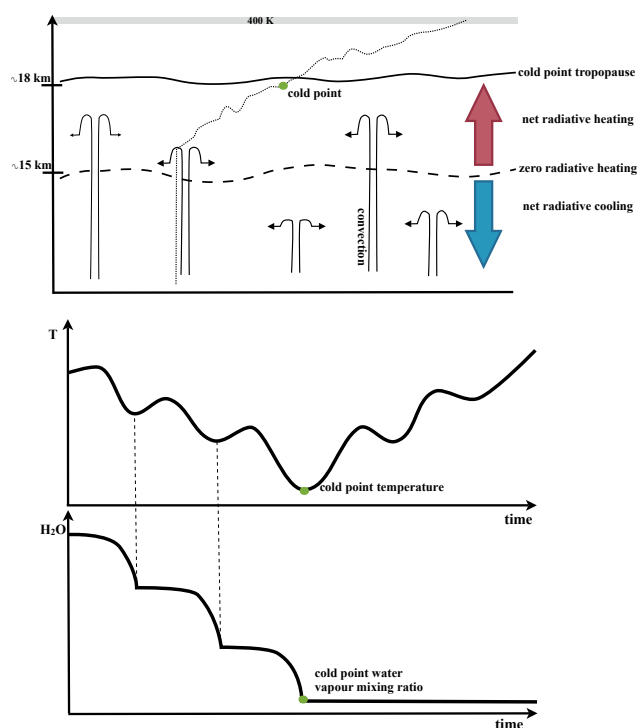 400 K
~18 km
cold point tropopause
cold point
net radiative heating
~15 km
zero radiative heating
net radiative cooling
convection
T
cold point temperature
time
H₂O
cold point water
vapour mixing ratio
time